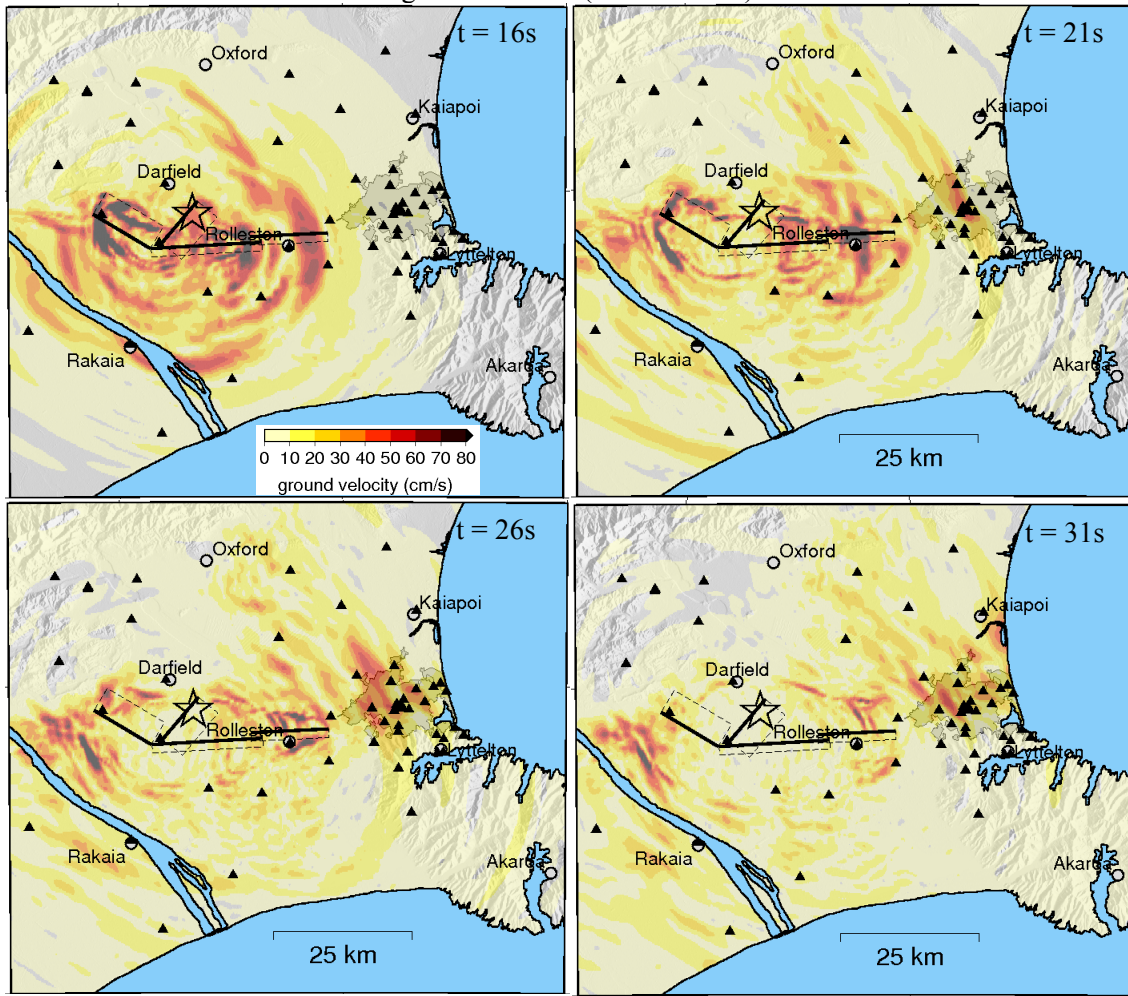 t = 16s
Oxford
Kaiapoi
Darfield
Rolleston
Lyttelton
Rakaia
Akaroa
0 10 20 30 40 50 60 70 80
ground velocity (cm/s)
t = 21s
Oxford
Kaiapoi
Darfield
Rolleston
Lyttelton
Rakaia
Akaroa
25 km
t = 26s
Oxford
Kaiapoi
Darfield
Rolleston
Lyttelton
Rakaia
Akaroa
25 km
t = 31s
Oxford
Kaiapoi
Darfield
Rolleston
Lyttelton
Rakaia
Akaroa
25 km